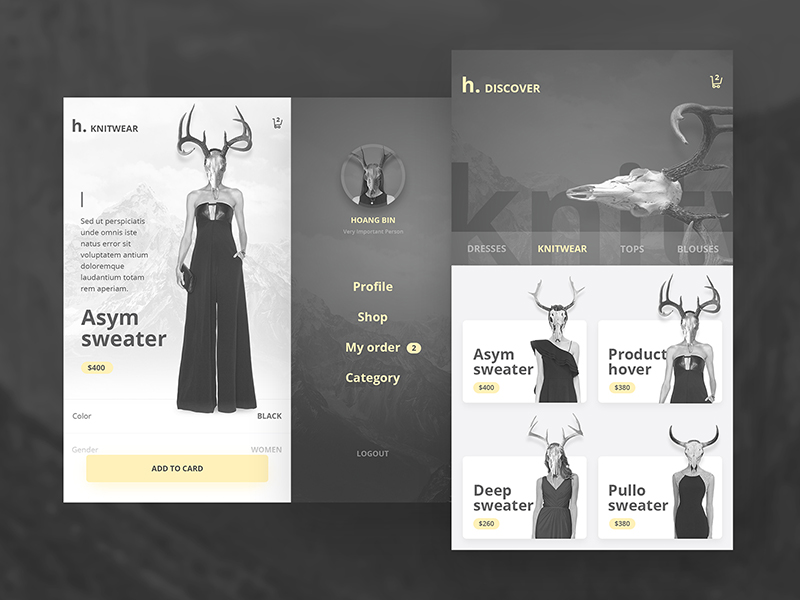 h. KNITWEAR
2
Sed ut perspiciatis
unde omnis iste
natus error sit
voluptatem antium
doloremque
laudantium totam
rem aperiam.
Asym
sweater
$400
Color BLACK
Gender WOMEN
ADD TO CARD
HOANG BIN
Very Important Person
Profile
Shop
My order 2
Category
LOGOUT
h. DISCOVER
2
knitw
DRESSES KNITWEAR TOPS BLOUSES
Asym
sweater
$400
Product
hover
$380
Deep
sweater
$260
Pullo
sweater
$380